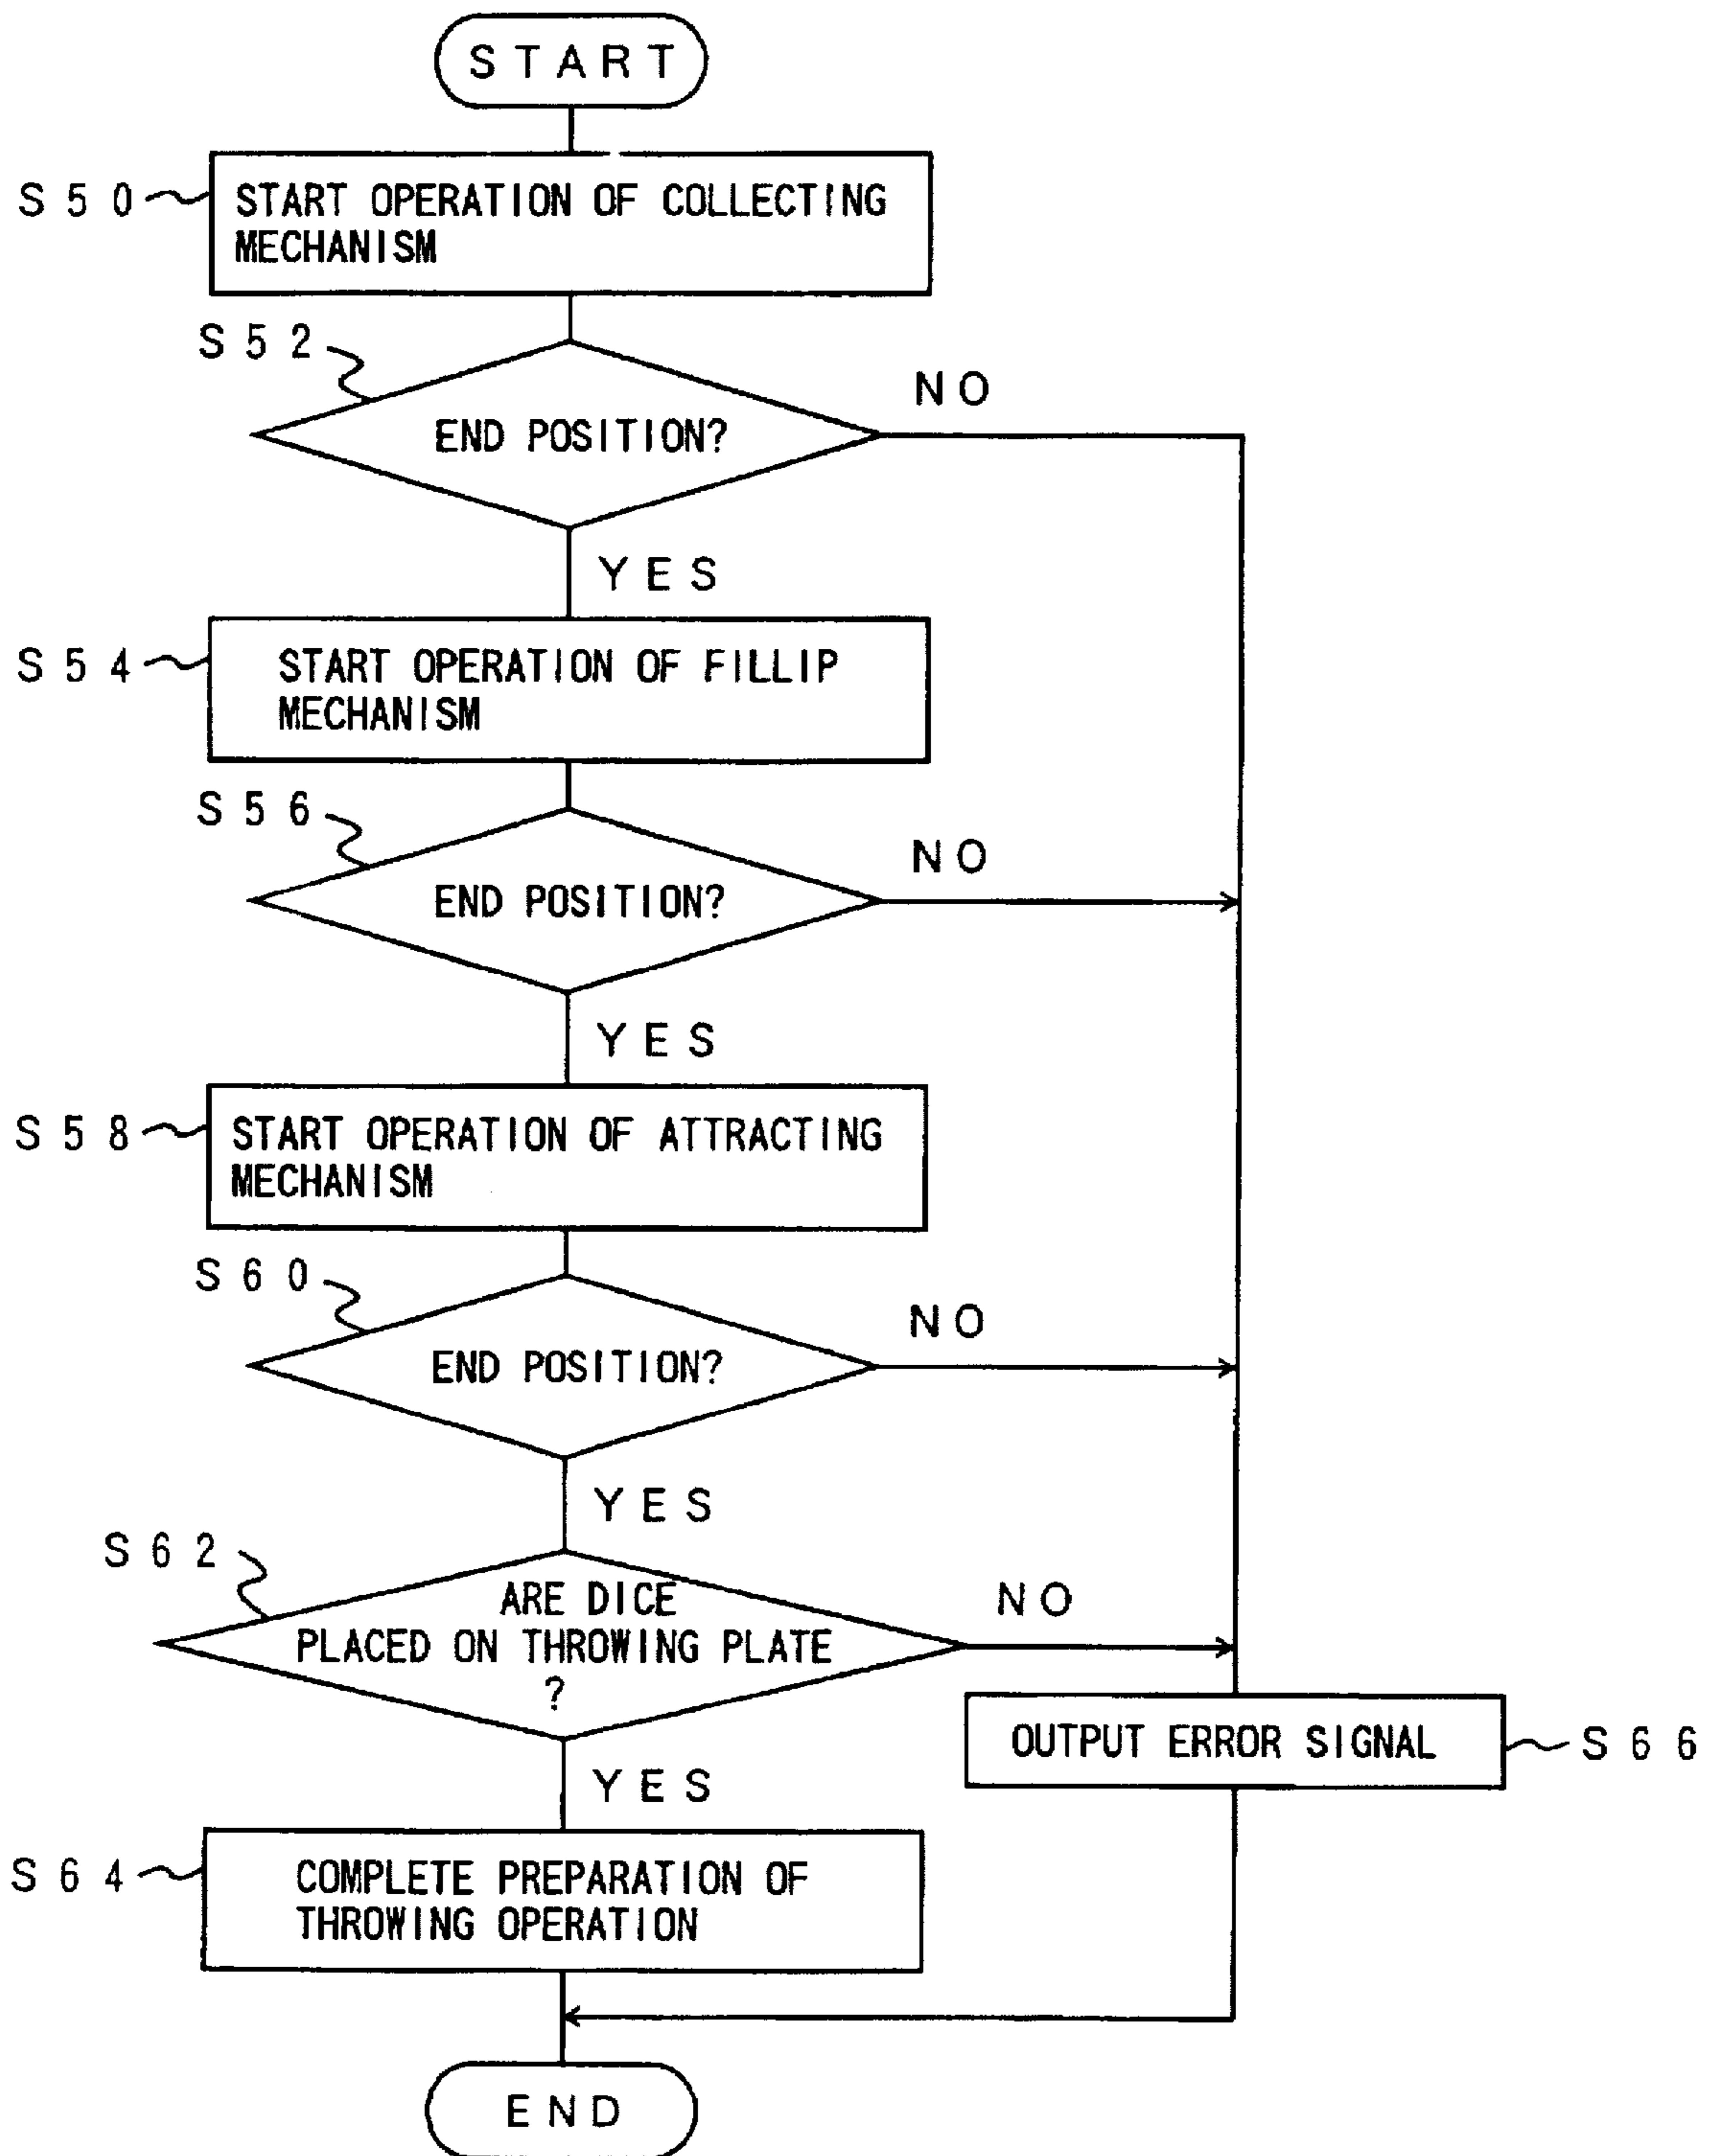 START
S50
START OPERATION OF COLLECTING
MECHANISM
S52
END POSITION?
NO
YES
S54
START OPERATION OF FILLIP
MECHANISM
S56
END POSITION?
NO
YES
S58
START OPERATION OF ATTRACTING
MECHANISM
S60
END POSITION?
NO
YES
S62
ARE DICE
PLACED ON THROWING PLATE
?
NO
YES
OUTPUT ERROR SIGNAL
S66
S64
COMPLETE PREPARATION OF
THROWING OPERATION
END